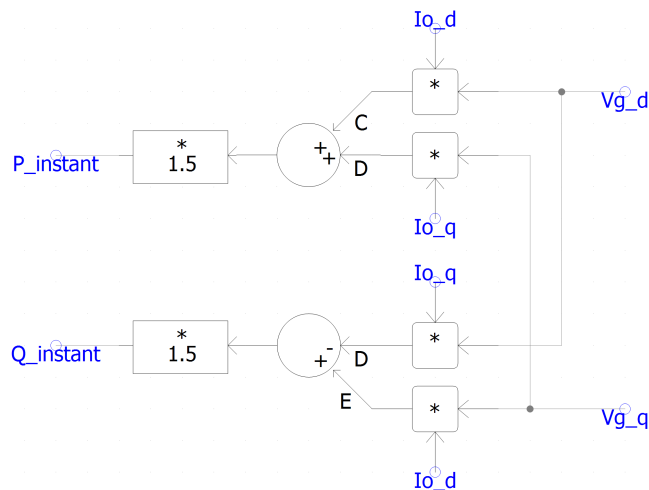 Io_d
*
Vg_d
C
+
+
D
*
*
1.5
P_instant
Io_q
Io_q
*
-
+
D
*
1.5
Q_instant
E
*
Vg_q
Io_d